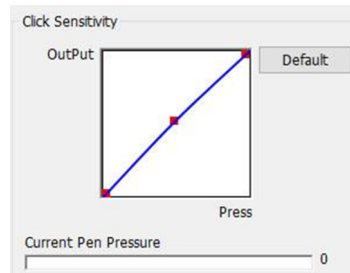 Click Sensitivity
OutPut
Default
Press
Current Pen Pressure
0